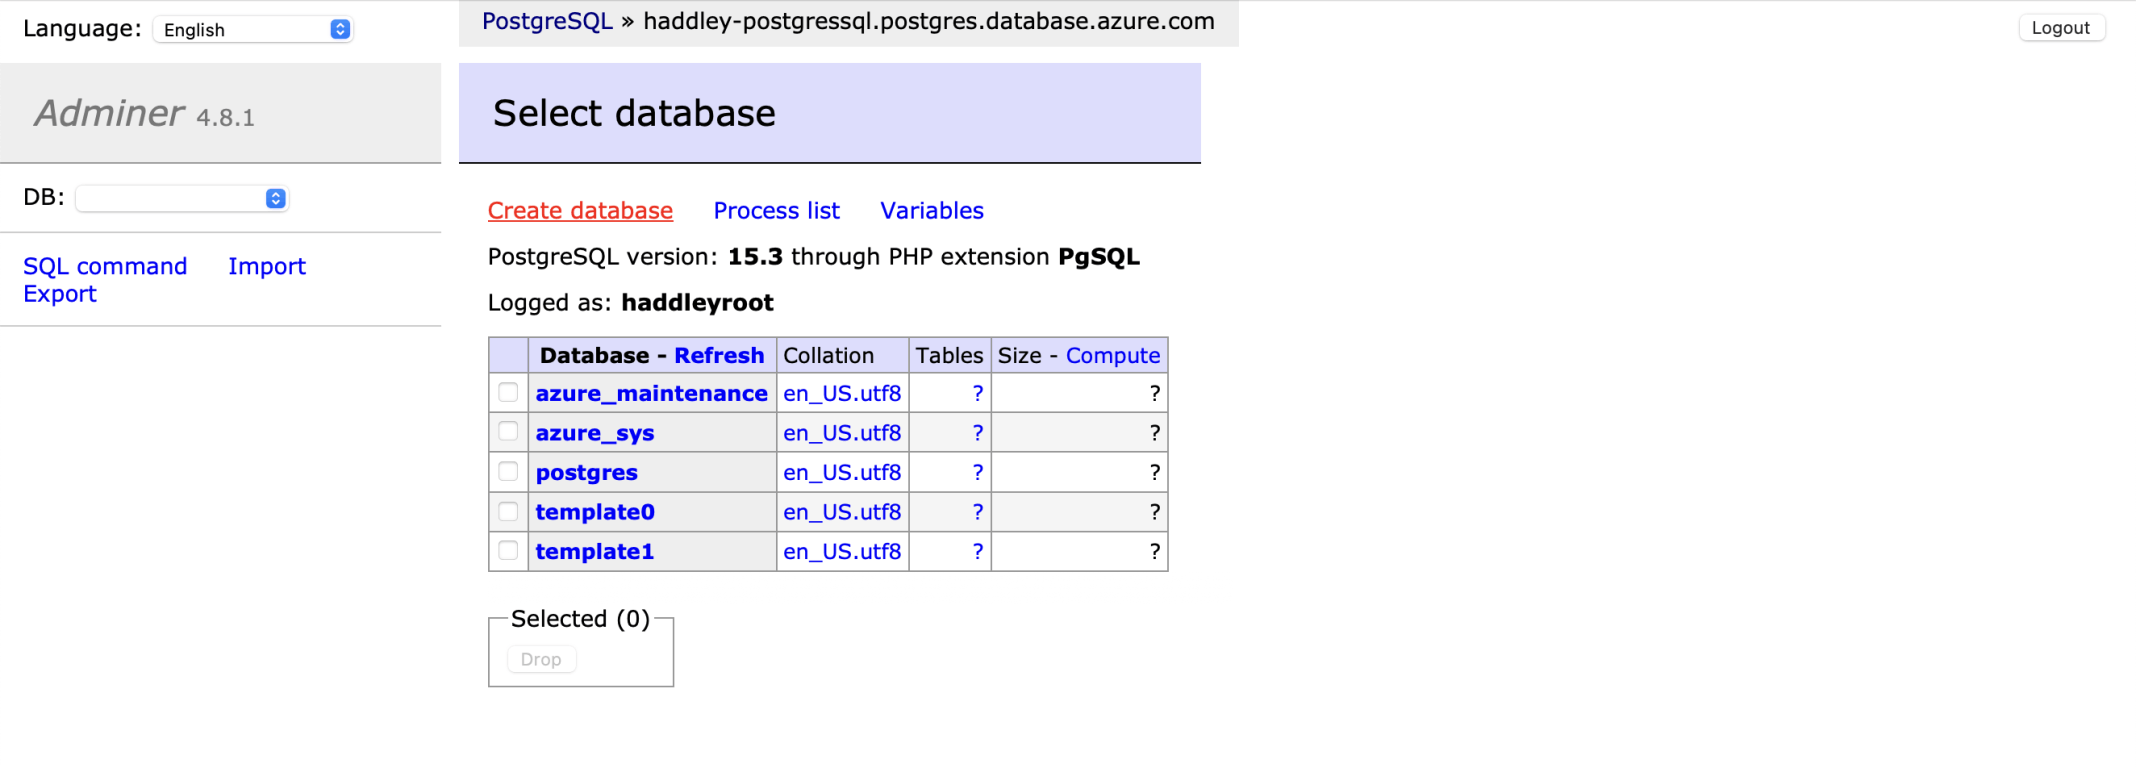 Language: English
PostgreSQL » haddley-postgressql.postgres.database.azure.com
Logout
Adminer 4.8.1
DB:
SQL command Import
Export
Select database
Create database Process list Variables
PostgreSQL version: 15.3 through PHP extension PgSQL
Logged as: haddleyroot
Database - Refresh Collation Tables Size - Compute
azure_maintenance en_US.utf8 ? ?
azure_sys en_US.utf8 ? ?
postgres en_US.utf8 ? ?
template0 en_US.utf8 ? ?
template1 en_US.utf8 ? ?
Selected (0)
Drop